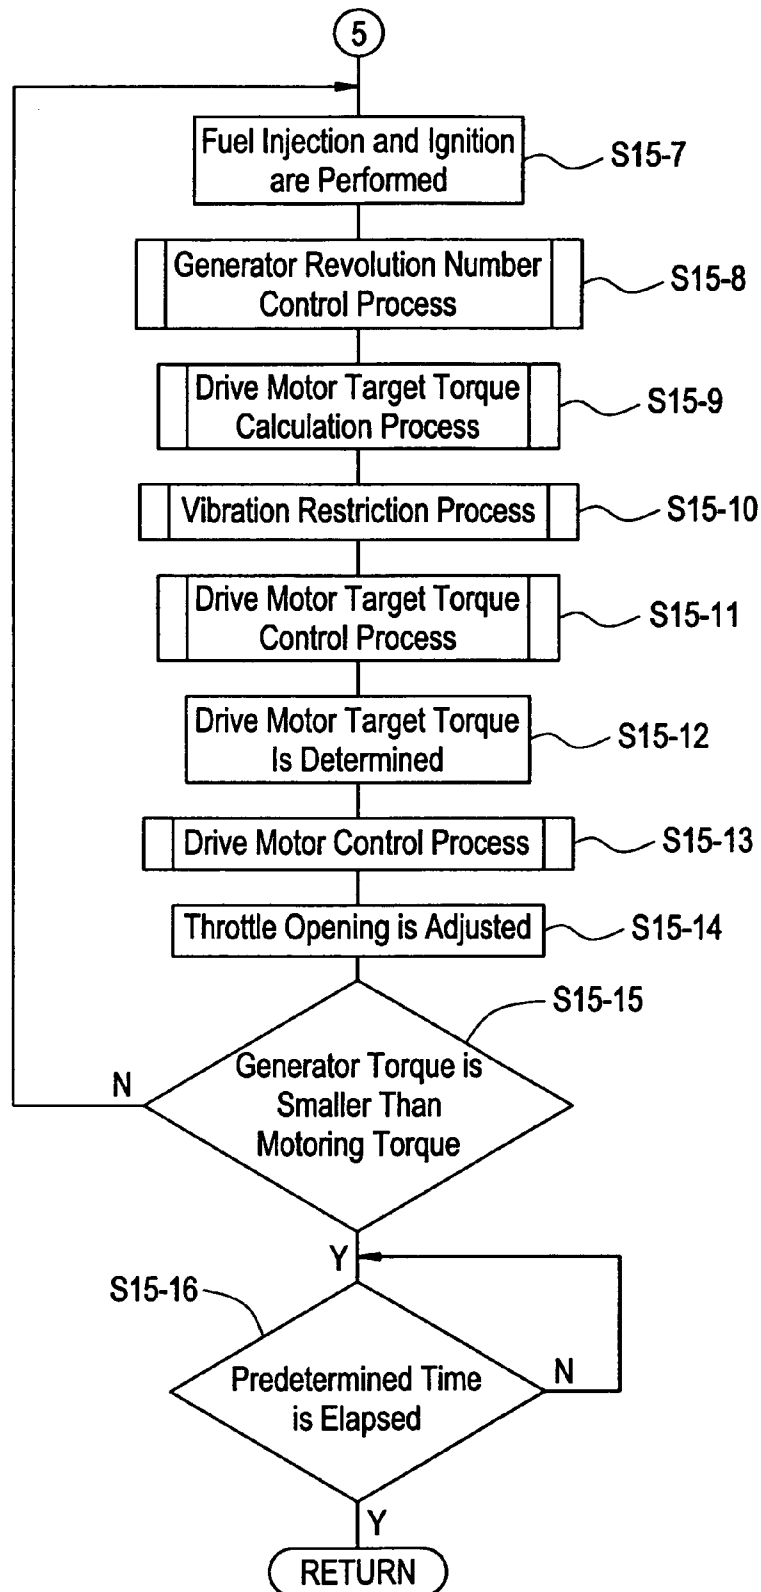 5
Fuel Injection and Ignition
are Performed
S15-7
Generator Revolution Number
Control Process
S15-8
Drive Motor Target Torque
Calculation Process
S15-9
Vibration Restriction Process
S15-10
Drive Motor Target Torque
Control Process
S15-11
Drive Motor Target Torque
Is Determined
S15-12
Drive Motor Control Process
S15-13
Throttle Opening is Adjusted
S15-14
S15-15
Generator Torque is
Smaller Than
Motoring Torque
N
Y
S15-16
Predetermined Time
is Elapsed
N
Y
RETURN